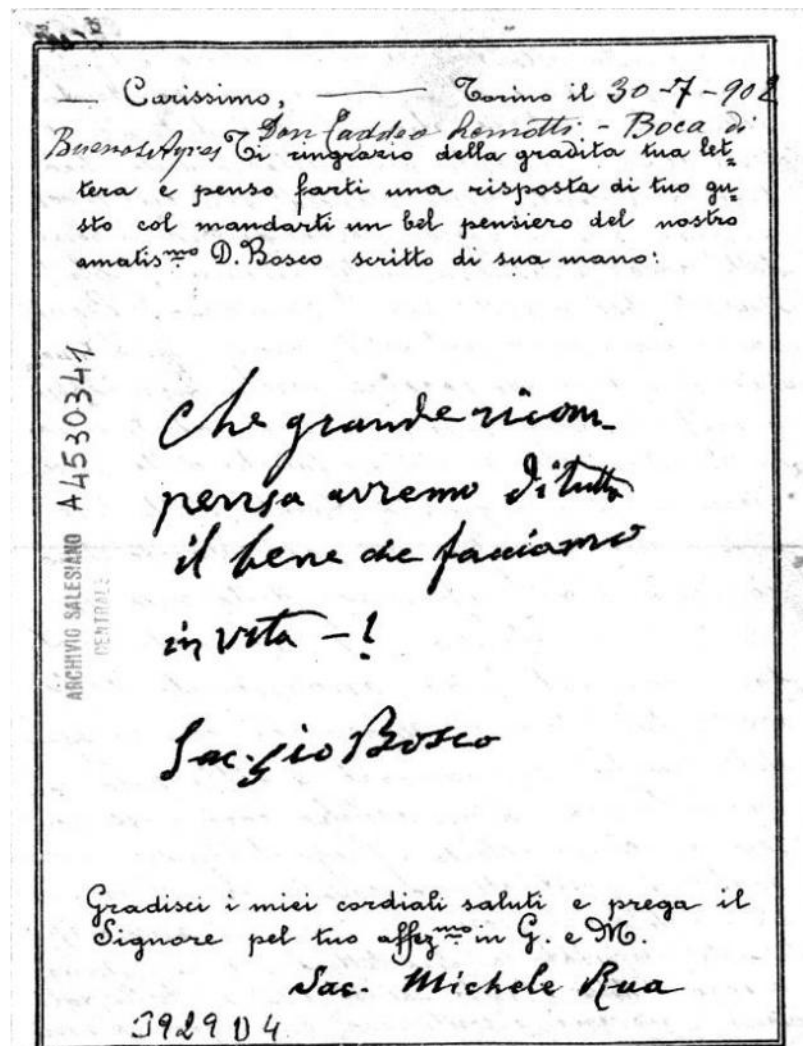 Carissimo, Torino il 30-7-902
Don Taddeo Remotti - Boca di
Buenos Ayres Ti ringrazio della gradita tua let=
tera e penso farti una risposta di tuo gu=
sto col mandarti un bel pensiero del nostro
amatis.mo D. Bosco scritto di sua mano:
Che grande ricom_
pensa avremo di tutto
il bene che facciamo
in vita - !
Sac. Gio Bosco
Gradisci i miei cordiali saluti e prega il
Signore pel tuo affez.mo in G. e M.
Sac. Michele Rua
3929 D 4
ARCHIVIO SALESIANO
CENTRALE
A4530341